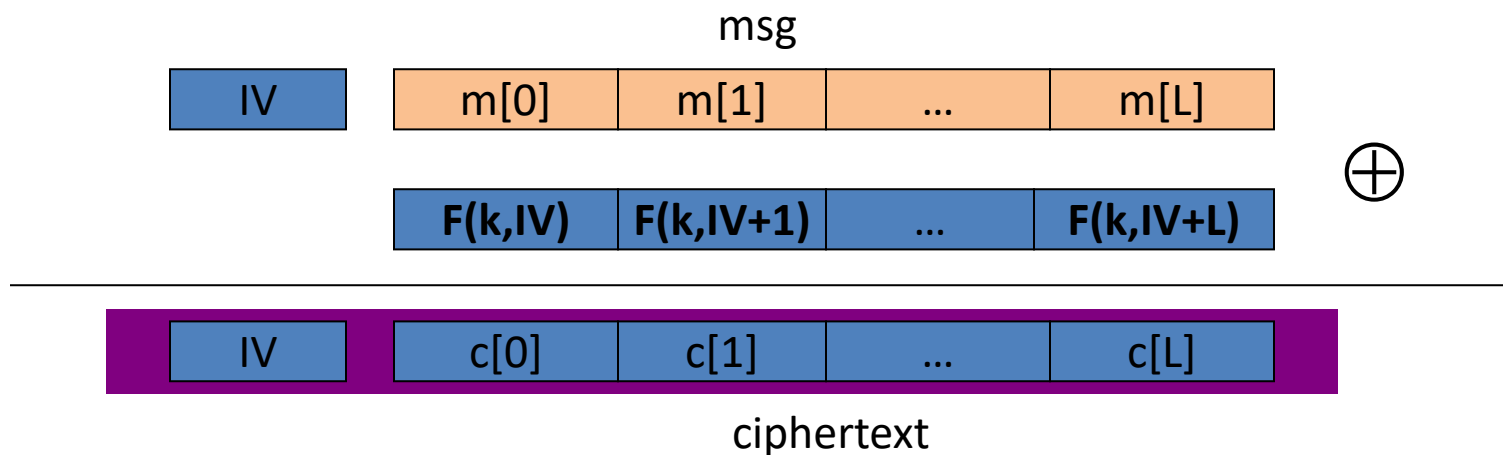 msg
IV m[0] m[1] … m[L]
⊕
F(k,IV) F(k,IV+1) … F(k,IV+L)
IV c[0] c[1] … c[L]
ciphertext